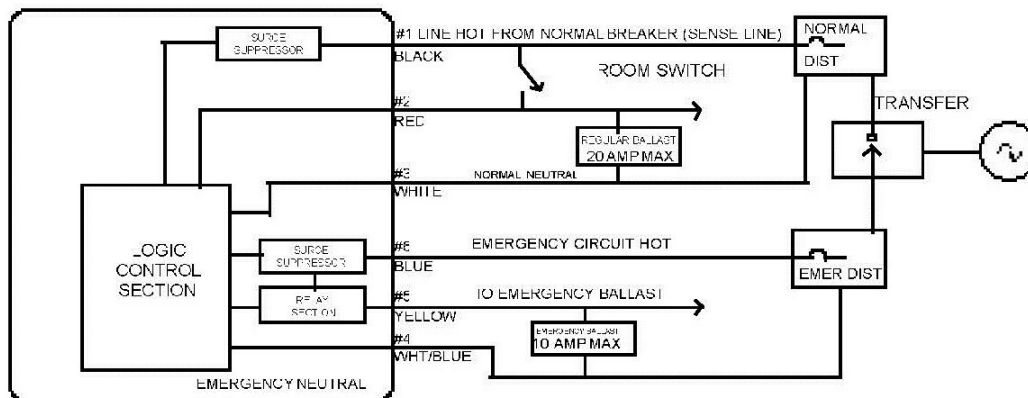 SURGE
SUPPRESSOR
#1 LINE HOT FROM NORMAL BREAKER (SENSE LINE)
BLACK
NORMAL
DIST
ROOM SWITCH
#2
RED
TRANSFER
REGULAR BALLAST
20 AMP MAX
#3
WHITE
NORMAL NEUTRAL
LOGIC
CONTROL
SECTION
SURGE
SUPPRESSOR
#6
BLUE
EMERGENCY CIRCUIT HOT
EMER DIST
RELAY
SECTION
#5
YELLOW
TO EMERGENCY BALLAST
EMERGENCY BALLAST
10 AMP MAX
#4
WHT/BLUE
EMERGENCY NEUTRAL